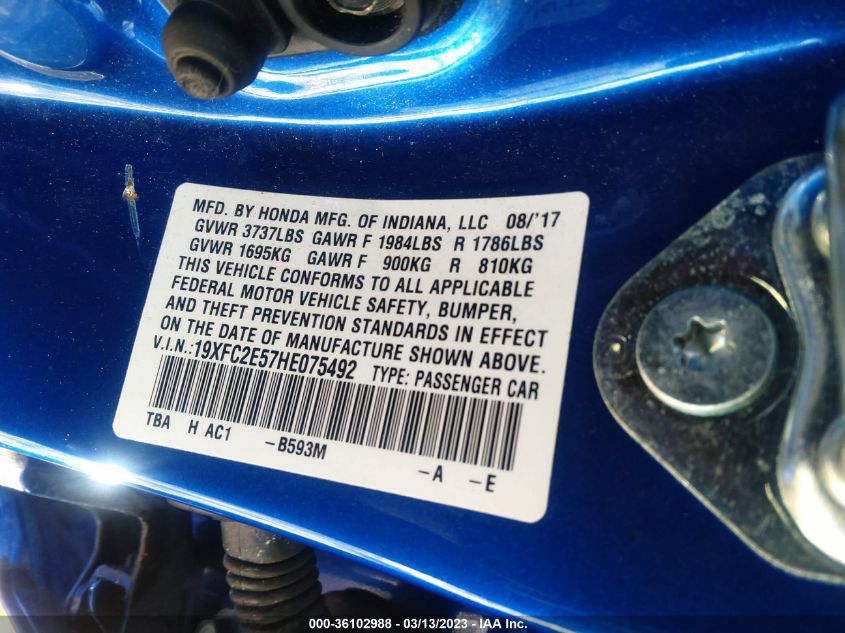 MFD. BY HONDA MFG. OF INDIANA, LLC 08/'17
GVWR 3737LBS GAWR F 1984LBS R 1786LBS
GVWR 1695KG GAWR F 900KG R 810KG
THIS VEHICLE CONFORMS TO ALL APPLICABLE
FEDERAL MOTOR VEHICLE SAFETY, BUMPER,
AND THEFT PREVENTION STANDARDS IN EFFECT
ON THE DATE OF MANUFACTURE SHOWN ABOVE.
V.I.N.:19XFC2E57HE075492 TYPE: PASSENGER CAR
TBA H AC1 -B593M -A -E
000-36102988 - 03/13/2023 - IAA Inc.